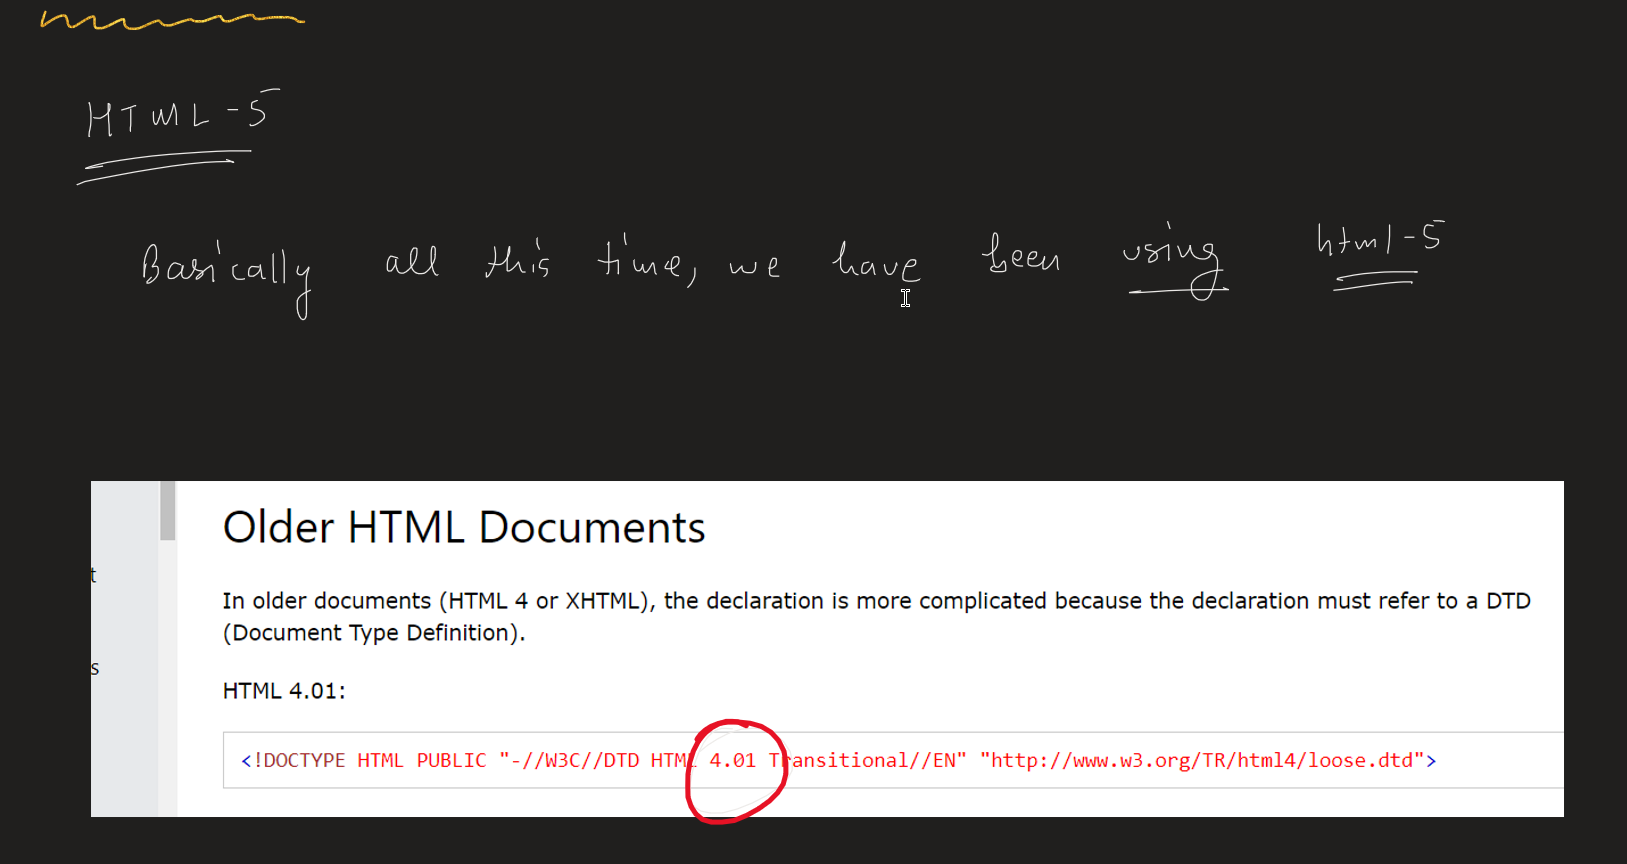 HTML-5
Basically all this time, we have been using html-5
Older HTML Documents
In older documents (HTML 4 or XHTML), the declaration is more complicated because the declaration must refer to a DTD
(Document Type Definition).
t
s
HTML 4.01:
<!DOCTYPE HTML PUBLIC "-//W3C//DTD HTML 4.01 Transitional//EN" "http://www.w3.org/TR/html4/loose.dtd">